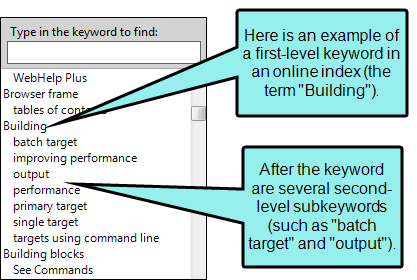 Type in the keyword to find:
WebHelp Plus
Browser frame
tables of conte
Building
batch target
improving performance
output
performance
primary target
single target
targets using command line
Building blocks
See Commands
Here is an example of
a first-level keyword in
an online index (the
term "Building").
After the keyword
are several second-
level subkeywords
(such as "batch
target" and "output").